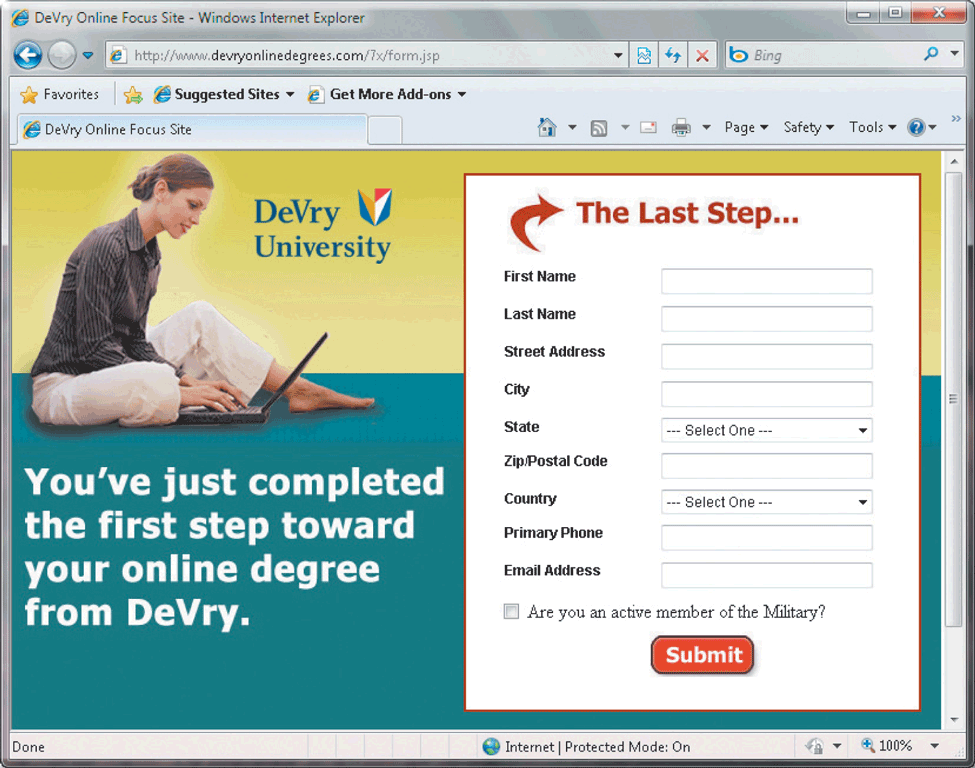 DeVry Online Focus Site - Windows Internet Explorer
http://www.devryonlinedegrees.com/7x/form.jsp
Bing
Favorites
Suggested Sites
Get More Add-ons
DeVry Online Focus Site
Page
Safety
Tools
DeVry
University
You've just completed
the first step toward
your online degree
from DeVry.
The Last Step...
First Name
Last Name
Street Address
City
State
--- Select One ---
Zip/Postal Code
Country
--- Select One ---
Primary Phone
Email Address
Are you an active member of the Military?
Submit
Done
Internet | Protected Mode: On
100%